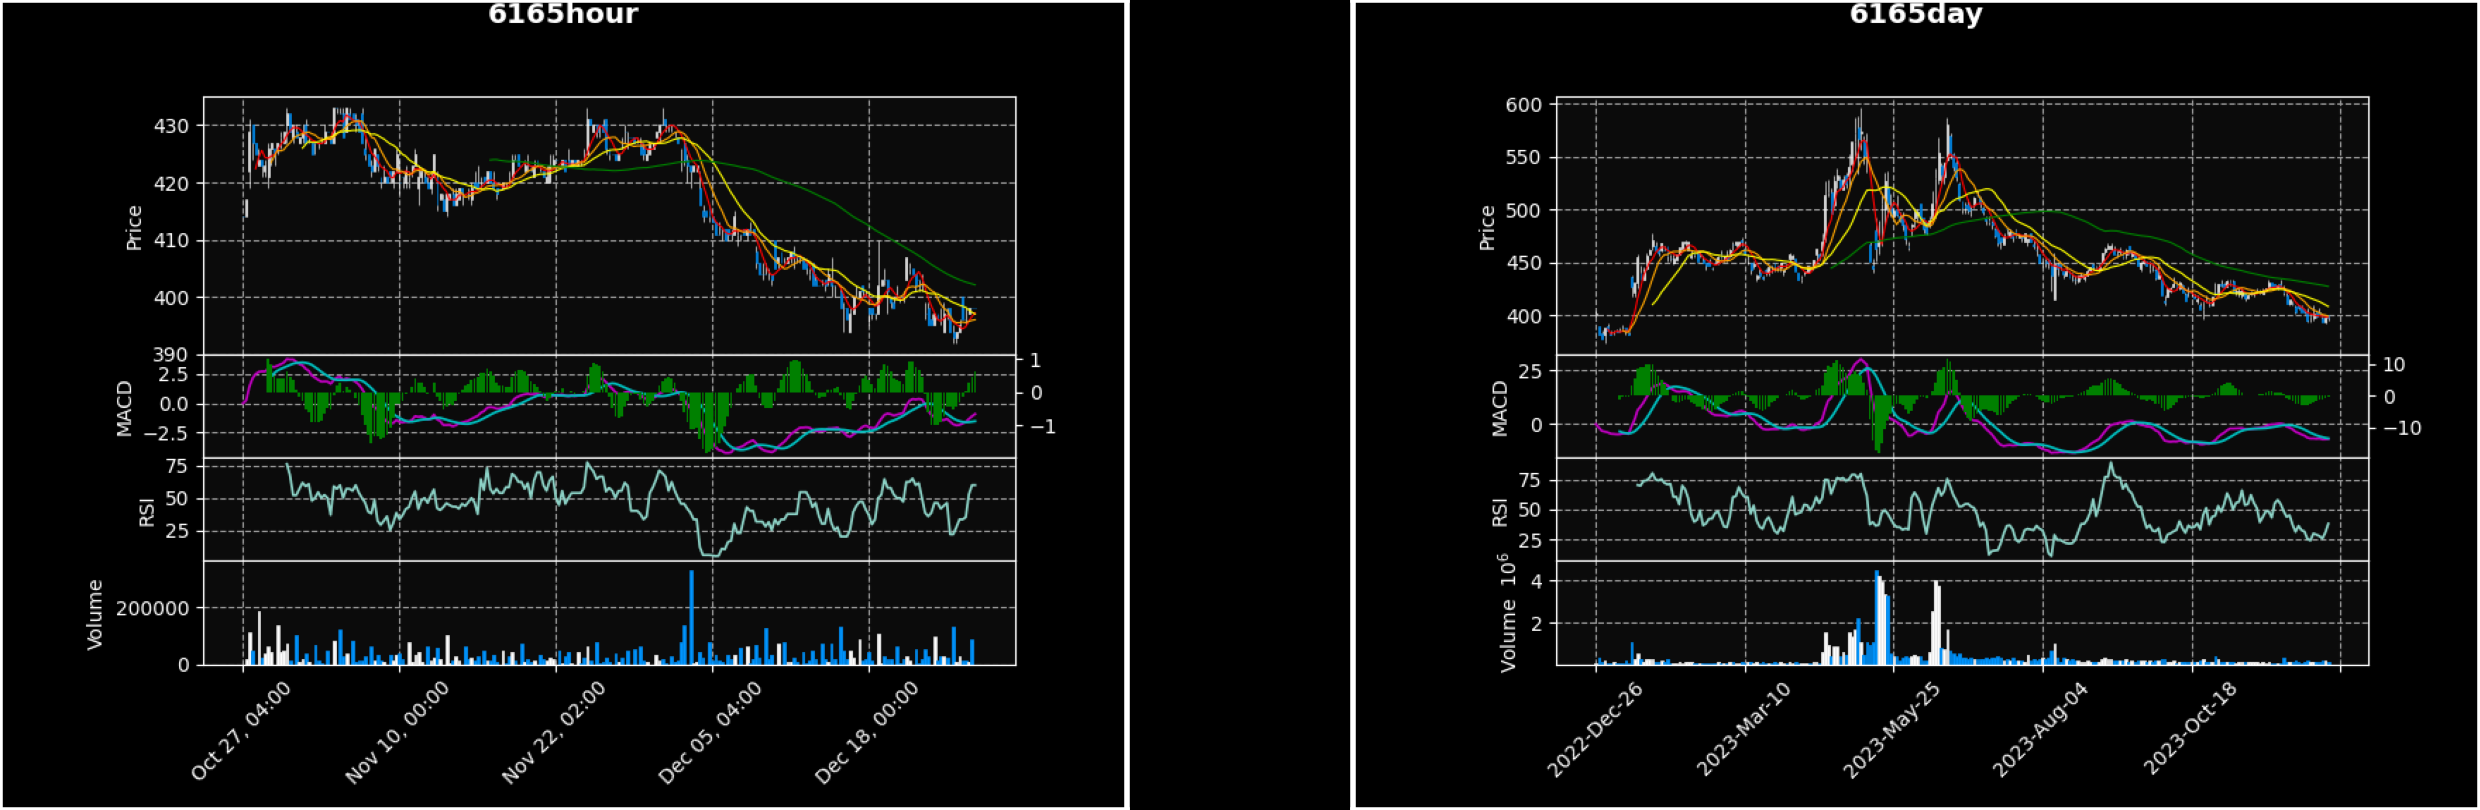 6165hour
Price
430
420
410
400
390
MACD
2.5
0.0
−2.5
1
0
−1
RSI
75
50
25
Volume
200000
0
Oct 27, 04:00
Nov 10, 00:00
Nov 22, 02:00
Dec 05, 04:00
Dec 18, 00:00
6165day
Price
600
550
500
450
400
MACD
25
0
10
0
−10
RSI
75
50
25
Volume 10⁶
4
2
2022-Dec-26
2023-Mar-10
2023-May-25
2023-Aug-04
2023-Oct-18